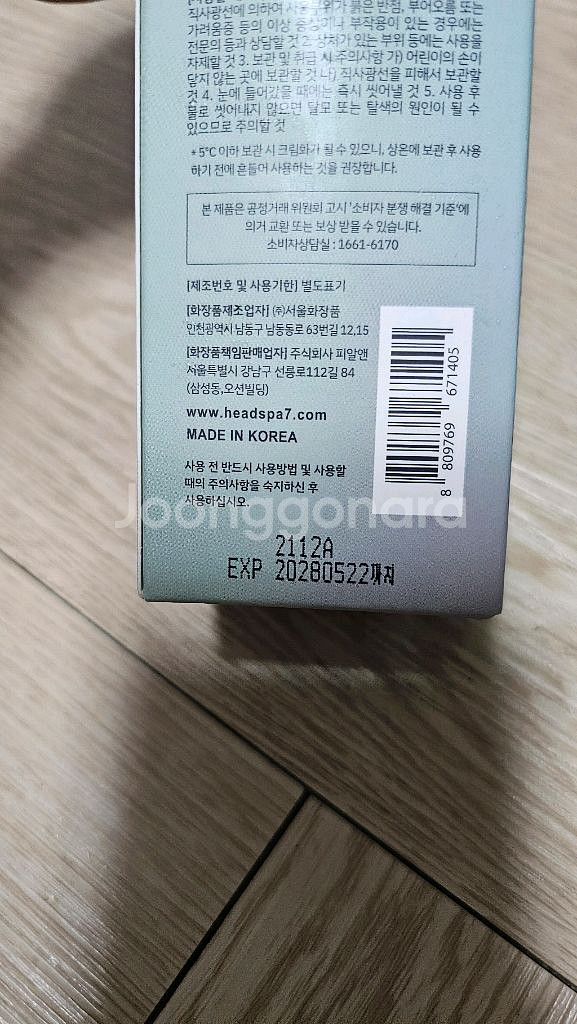 직사광선에 의하여 사용부위가 붉은 반점, 부어오름 또는
가려움증 등의 이상 증상이나 부작용이 있는 경우에는
전문의 등과 상담할 것 2. 상처가 있는 부위 등에는 사용을
자제할 것 3. 보관 및 취급 시 주의사항 가) 어린이의 손이
닿지 않는 곳에 보관할 것 나) 직사광선을 피해서 보관할
것 4. 눈에 들어갔을 때에는 즉시 씻어낼 것 5. 사용 후
물로 씻어내지 않으면 탈모 또는 탈색의 원인이 될 수
있으므로 주의할 것
* 5℃ 이하 보관 시 크림화가 될 수 있으니, 상온에 보관 후 사용
하기 전에 흔들어 사용하는 것을 권장합니다.
본 제품은 공정거래 위원회 고시 '소비자 분쟁 해결 기준'에
의거 교환 또는 보상 받을 수 있습니다.
소비자상담실 : 1661-6170
[제조번호 및 사용기한] 별도표기
[화장품제조업자] ㈜서울화장품
인천광역시 남동구 남동동로 63번길 12,15
[화장품책임판매업자] 주식회사 피알앤
서울특별시 강남구 선릉로112길 84
(삼성동,오션빌딩)
www.headspa7.com
MADE IN KOREA
사용 전 반드시 사용방법 및 사용할
때의 주의사항을 숙지하신 후
사용하십시오.
8 809769 671405
Joonggonara
2112A
EXP 20280522까지